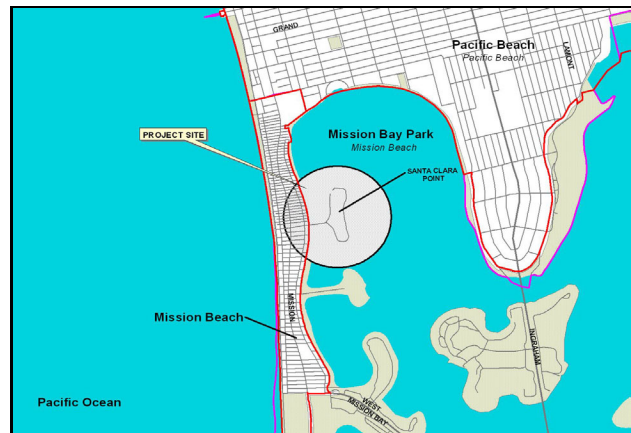 GRAND
Pacific Beach
Pacific Beach
LAMONT
PROJECT SITE
Mission Bay Park
Mission Beach
SANTA CLARA
POINT
MISSION
Mission Beach
INGRAHAM
Pacific Ocean
WEST
MISSION BAY